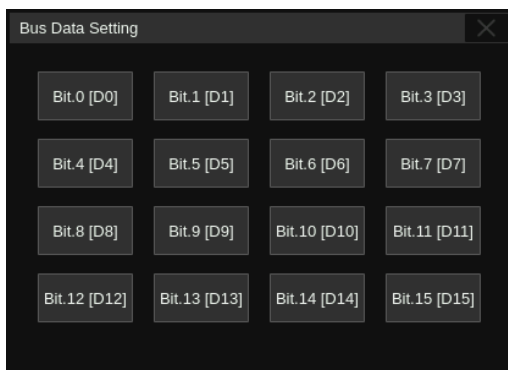 Bus Data Setting
Bit.0 [D0] Bit.1 [D1] Bit.2 [D2] Bit.3 [D3]
Bit.4 [D4] Bit.5 [D5] Bit.6 [D6] Bit.7 [D7]
Bit.8 [D8] Bit.9 [D9] Bit.10 [D10] Bit.11 [D11]
Bit.12 [D12] Bit.13 [D13] Bit.14 [D14] Bit.15 [D15]